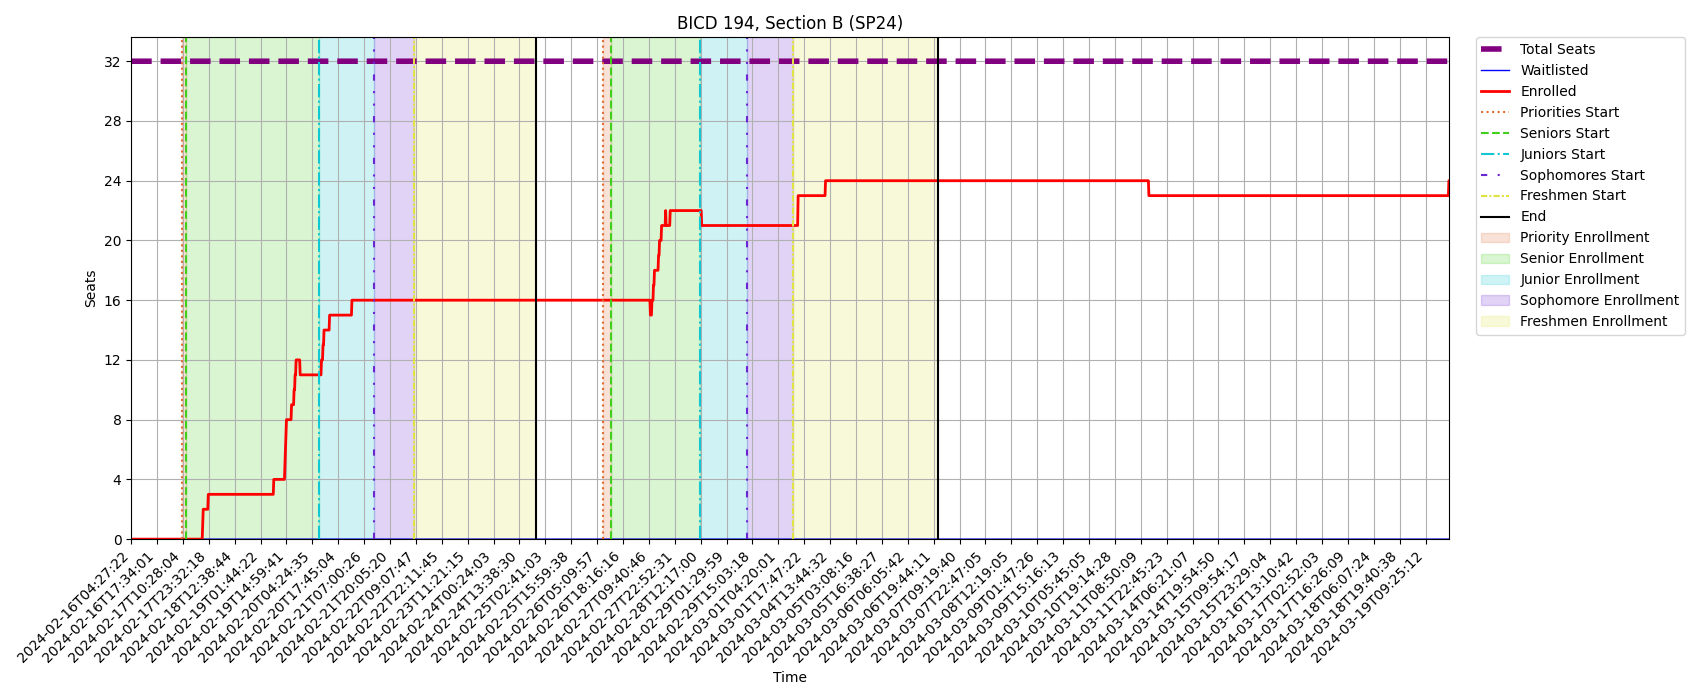 BICD 194, Section B (SP24)
Seats
32
28
24
20
16
12
8
4
0
2024-02-16T04:27:22
2024-02-16T17:34:01
2024-02-17T10:28:04
2024-02-17T23:32:18
2024-02-18T12:38:44
2024-02-19T01:44:22
2024-02-19T14:59:41
2024-02-20T04:24:35
2024-02-20T17:45:04
2024-02-21T07:00:26
2024-02-21T20:05:20
2024-02-22T09:07:47
2024-02-22T22:11:45
2024-02-23T11:21:15
2024-02-24T00:24:03
2024-02-24T13:38:30
2024-02-25T02:41:03
2024-02-25T15:59:38
2024-02-26T05:09:57
2024-02-26T18:16:16
2024-02-27T09:40:46
2024-02-27T22:52:31
2024-02-28T12:17:00
2024-02-29T01:29:59
2024-02-29T15:03:18
2024-03-01T04:20:01
2024-03-01T17:47:22
2024-03-04T13:44:32
2024-03-05T03:08:16
2024-03-05T16:38:27
2024-03-06T06:05:42
2024-03-06T19:44:11
2024-03-07T09:19:40
2024-03-07T22:47:05
2024-03-08T12:19:05
2024-03-09T01:47:26
2024-03-09T15:16:13
2024-03-10T05:45:05
2024-03-10T19:14:28
2024-03-11T08:50:09
2024-03-11T22:45:23
2024-03-14T06:21:07
2024-03-14T19:54:50
2024-03-15T09:54:17
2024-03-15T23:29:04
2024-03-16T13:10:42
2024-03-17T02:52:03
2024-03-17T16:26:09
2024-03-18T06:07:24
2024-03-18T19:40:38
2024-03-19T09:25:12
Time
Total Seats
Waitlisted
Enrolled
Priorities Start
Seniors Start
Juniors Start
Sophomores Start
Freshmen Start
End
Priority Enrollment
Senior Enrollment
Junior Enrollment
Sophomore Enrollment
Freshmen Enrollment